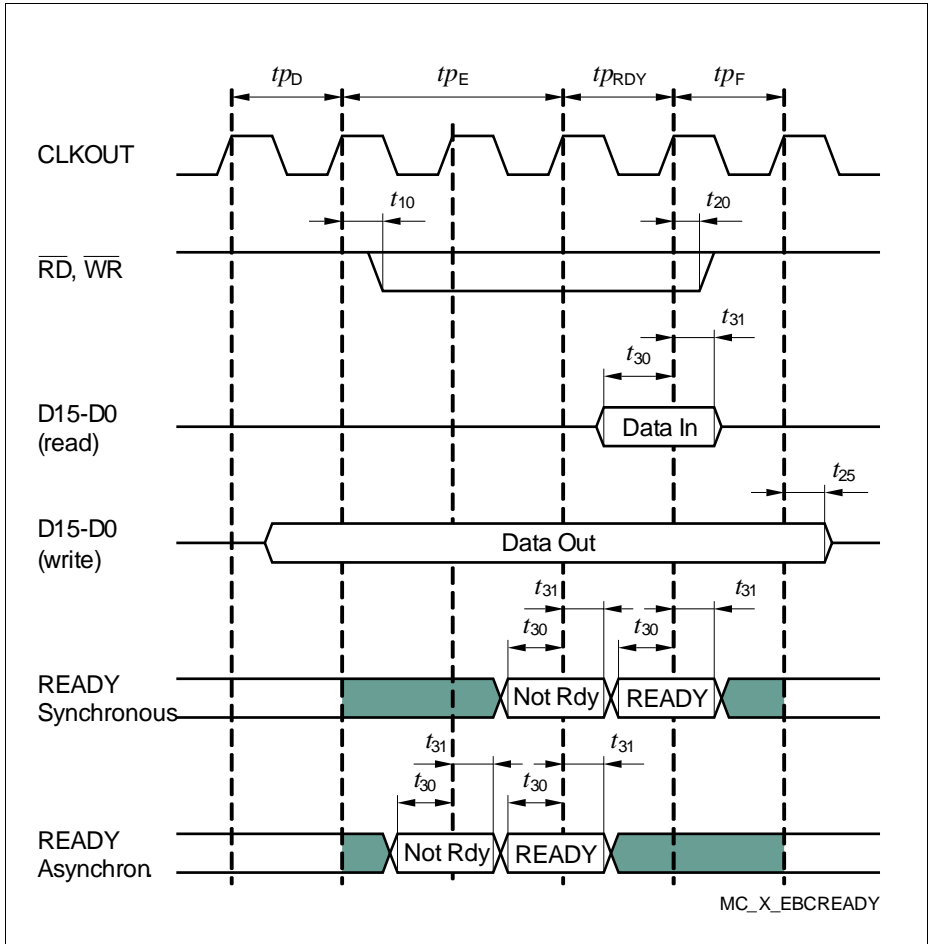 tpD tpE tpRDY tpF
CLKOUT
t10 t20
RD, WR
t31
t30
D15-D0
(read)
Data In
t25
D15-D0
(write)
Data Out
t31 t31
t30 t30
READY
Synchronous
Not Rdy READY
t31 t31
t30 t30
READY
Asynchron.
Not Rdy READY
MC_X_EBCREADY